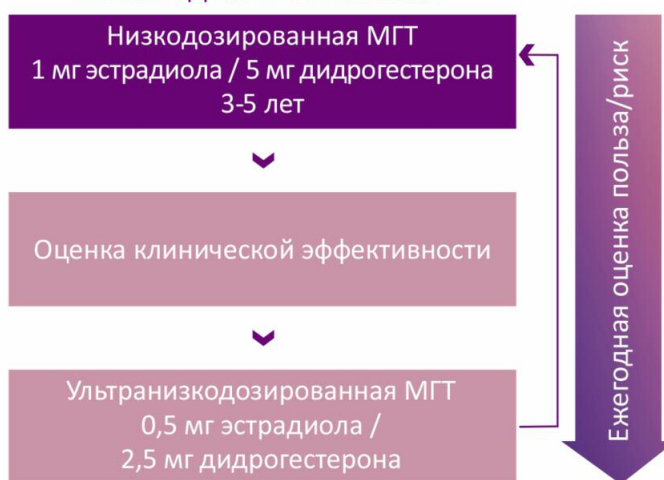 Низкодозированная МГТ
1 мг эстрадиола / 5 мг дидрогестерона
3-5 лет
Оценка клинической эффективности
Ультранизкодозированная МГТ
0,5 мг эстрадиола /
2,5 мг дидрогестерона
Ежегодная оценка польза/риск